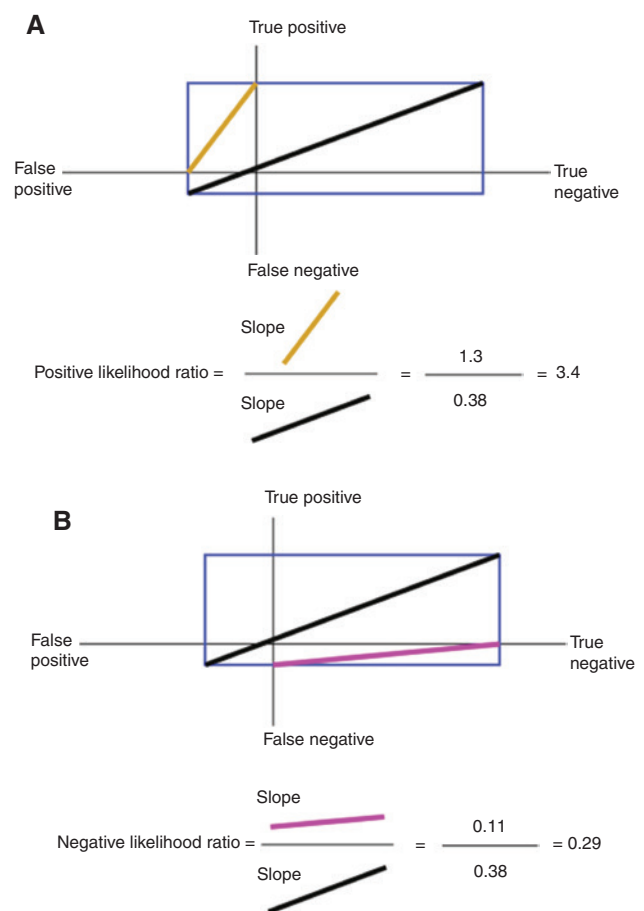 A
True positive
False
positive
True
negative
False negative
Slope
Positive likelihood ratio = = 1.3 = 3.4
0.38
Slope
B
True positive
False
positive
True
negative
False negative
Slope
Negative likelihood ratio = = 0.11 = 0.29
0.38
Slope